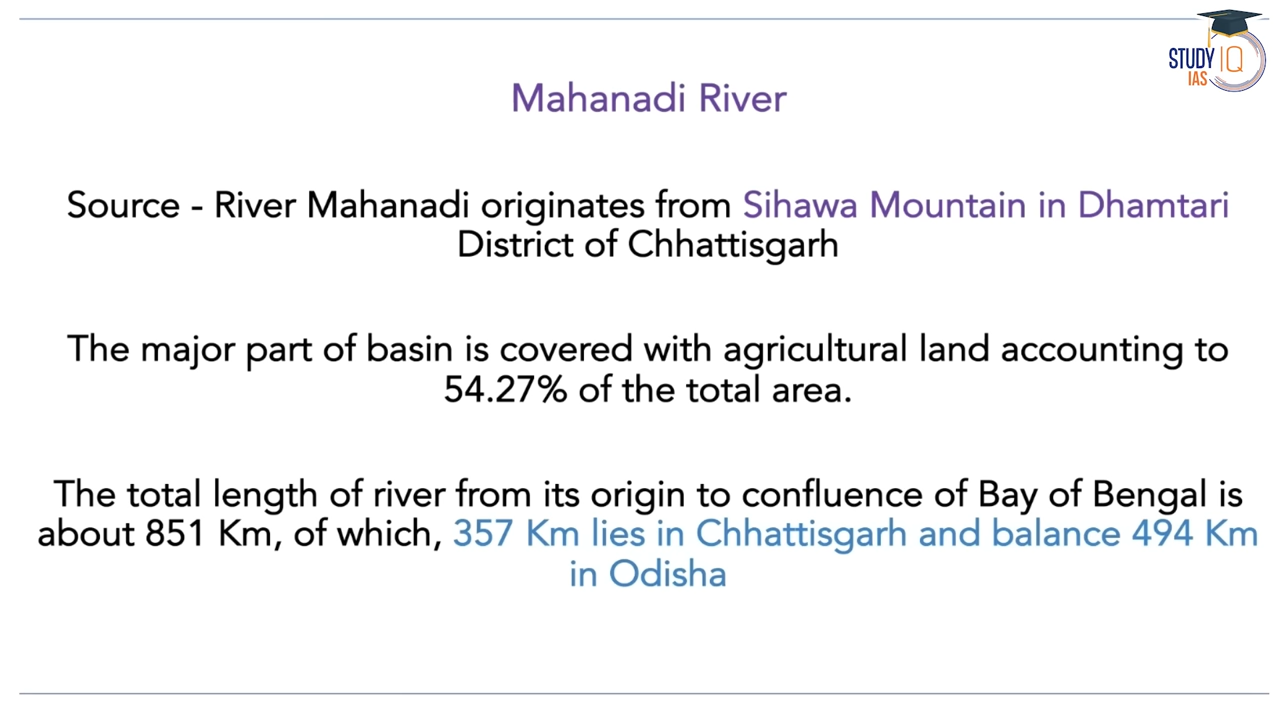 STUDY IQ
IAS
Mahanadi River
Source - River Mahanadi originates from Sihawa Mountain in Dhamtari
District of Chhattisgarh
The major part of basin is covered with agricultural land accounting to
54.27% of the total area.
The total length of river from its origin to confluence of Bay of Bengal is
about 851 Km, of which, 357 Km lies in Chhattisgarh and balance 494 Km
in Odisha